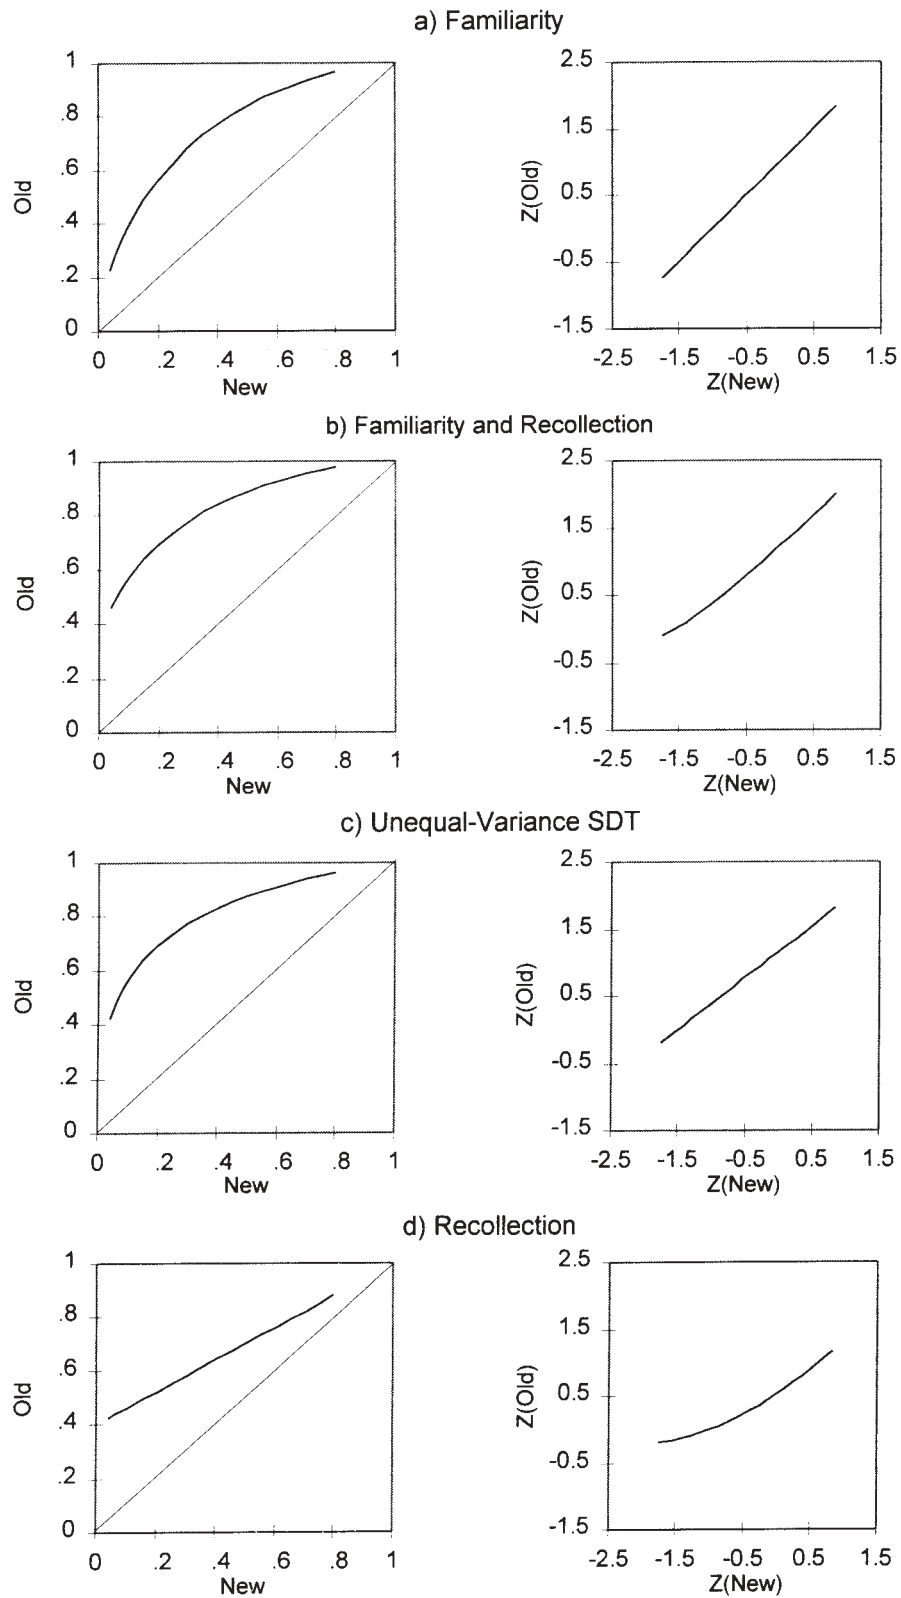 a) Familiarity
1
.8
.6
.4
.2
0
Old
0 .2 .4 .6 .8 1
New
2.5
1.5
0.5
-0.5
-1.5
Z(Old)
-2.5 -1.5 -0.5 0.5 1.5
Z(New)
b) Familiarity and Recollection
1
.8
.6
.4
.2
0
Old
0 .2 .4 .6 .8 1
New
2.5
1.5
0.5
-0.5
-1.5
Z(Old)
-2.5 -1.5 -0.5 0.5 1.5
Z(New)
c) Unequal-Variance SDT
1
.8
.6
.4
.2
0
Old
0 .2 .4 .6 .8 1
New
2.5
1.5
0.5
-0.5
-1.5
Z(Old)
-2.5 -1.5 -0.5 0.5 1.5
Z(New)
d) Recollection
1
.8
.6
.4
.2
0
Old
0 .2 .4 .6 .8 1
New
2.5
1.5
0.5
-0.5
-1.5
Z(Old)
-2.5 -1.5 -0.5 0.5 1.5
Z(New)